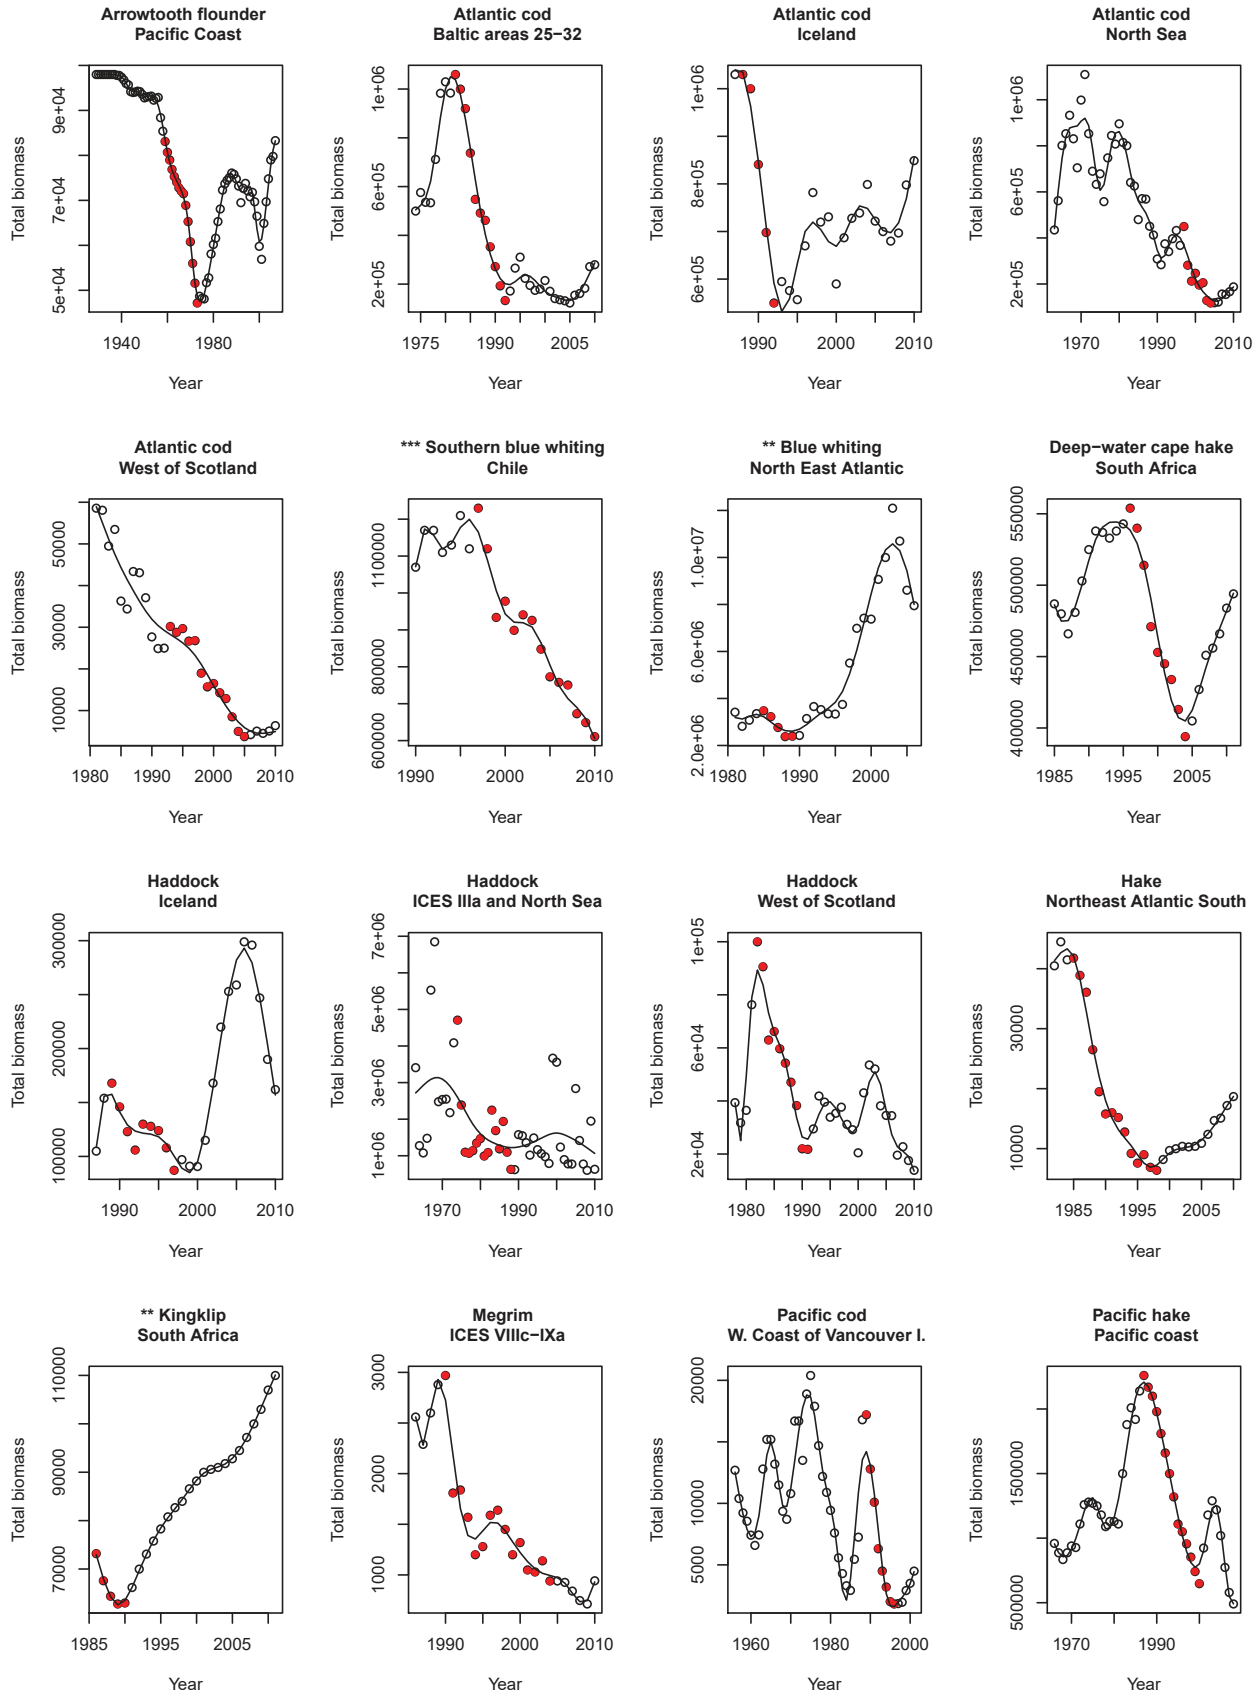 Arrowtooth flounder
Pacific Coast
Total biomass
5e+04
7e+04
9e+04
1940
1980
Year
Atlantic cod
Baltic areas 25−32
Total biomass
2e+05
6e+05
1e+06
1975
1990
2005
Year
Atlantic cod
Iceland
Total biomass
6e+05
8e+05
1e+06
1990
2000
2010
Year
Atlantic cod
North Sea
Total biomass
2e+05
6e+05
1e+06
1970
1990
2010
Year
Atlantic cod
West of Scotland
Total biomass
10000
30000
50000
1980
1990
2000
2010
Year
*** Southern blue whiting
Chile
Total biomass
600000
800000
1100000
1990
2000
2010
Year
** Blue whiting
North East Atlantic
Total biomass
2.0e+06
6.0e+06
1.0e+07
1980
1990
2000
Year
Deep−water cape hake
South Africa
Total biomass
400000
450000
500000
550000
1985
1995
2005
Year
Haddock
Iceland
Total biomass
100000
200000
300000
1990
2000
2010
Year
Haddock
ICES IIIa and North Sea
Total biomass
1e+06
3e+06
5e+06
7e+06
1970
1990
2010
Year
Haddock
West of Scotland
Total biomass
2e+04
6e+04
1e+05
1980
1990
2000
2010
Year
Hake
Northeast Atlantic South
Total biomass
10000
30000
1985
1995
2005
Year
** Kingklip
South Africa
Total biomass
70000
90000
110000
1985
1995
2005
Year
Megrim
ICES VIIIc−IXa
Total biomass
1000
2000
3000
1990
2000
2010
Year
Pacific cod
W. Coast of Vancouver I.
Total biomass
5000
10000
20000
1960
1980
2000
Year
Pacific hake
Pacific coast
Total biomass
500000
1500000
1970
1990
Year